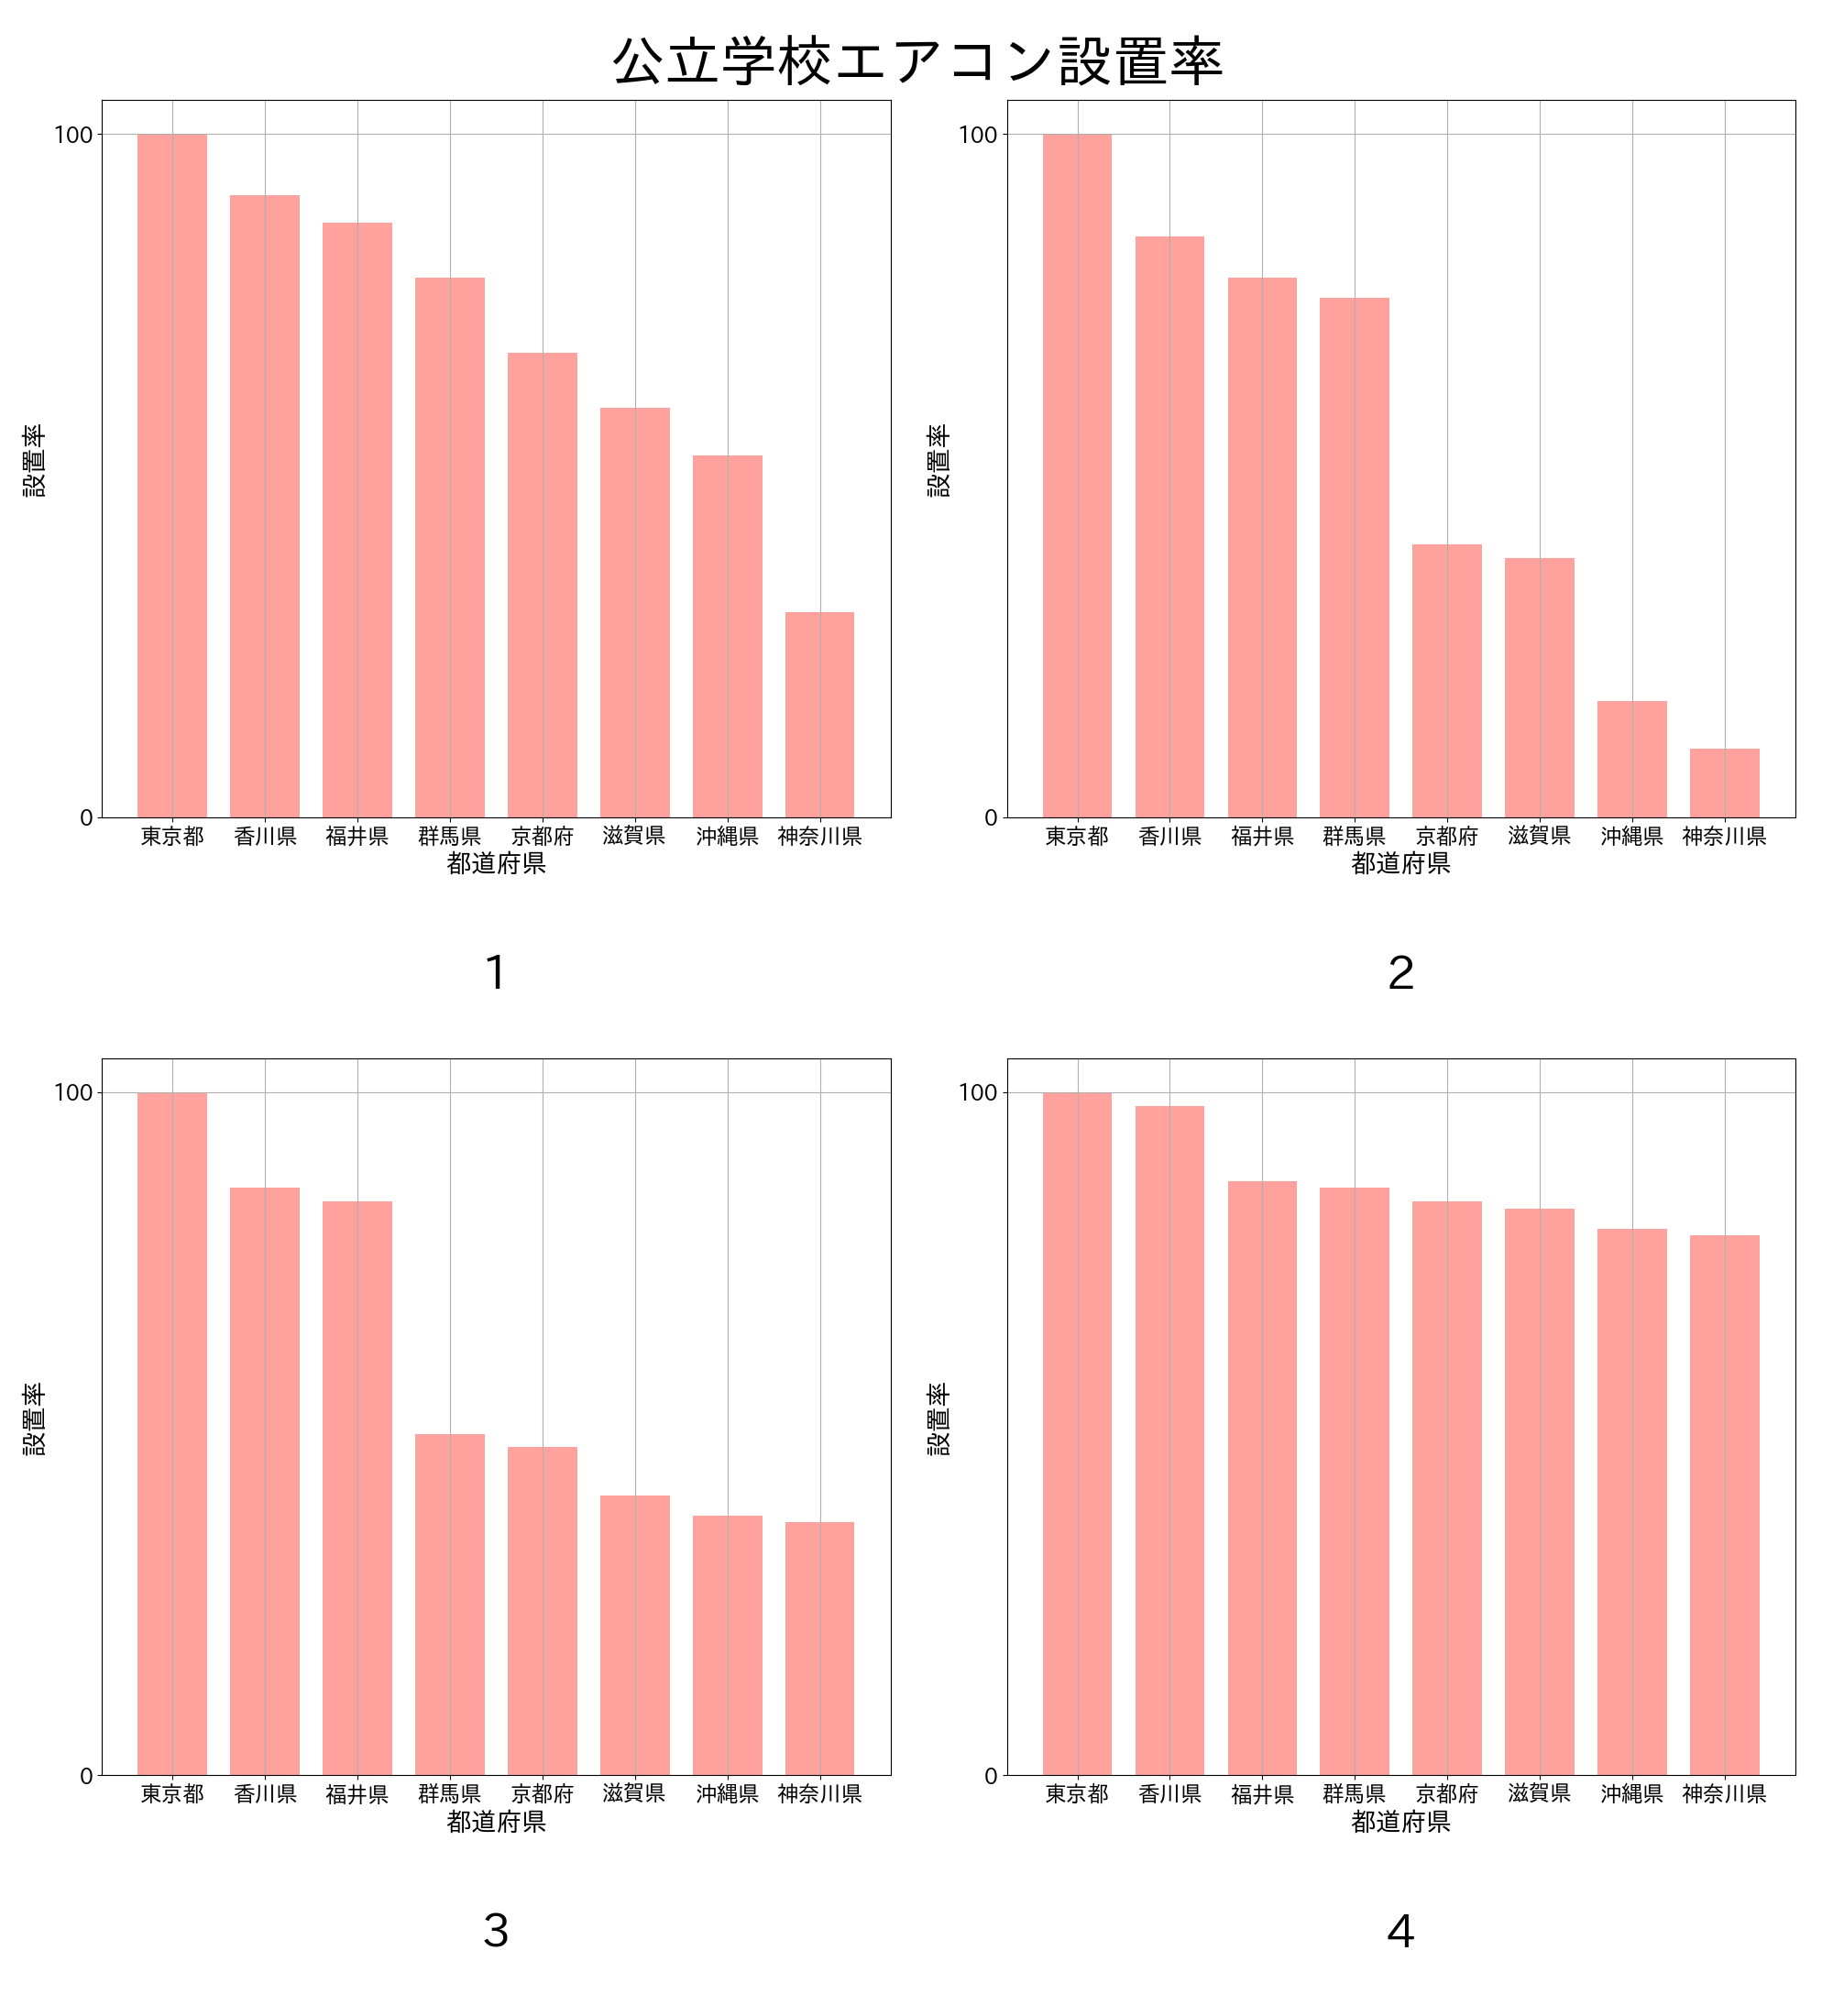 公立学校エアコン設置率
100
0
設置率
東京都 香川県 福井県 群馬県 京都府 滋賀県 沖縄県 神奈川県
都道府県
1
100
0
設置率
東京都 香川県 福井県 群馬県 京都府 滋賀県 沖縄県 神奈川県
都道府県
2
100
0
設置率
東京都 香川県 福井県 群馬県 京都府 滋賀県 沖縄県 神奈川県
都道府県
3
100
0
設置率
東京都 香川県 福井県 群馬県 京都府 滋賀県 沖縄県 神奈川県
都道府県
4